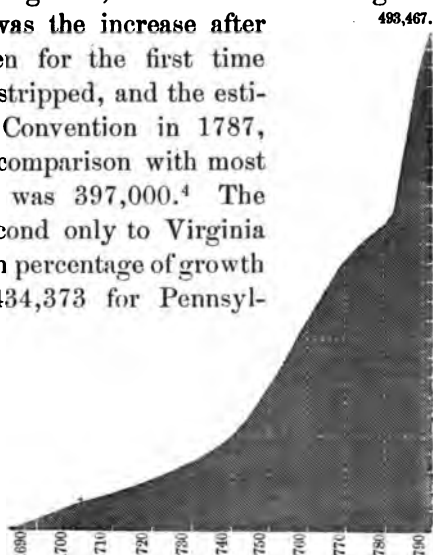 was the increase after
493,467.
en for the first time
stripped, and the esti-
Convention in 1787,
comparison with most
was 397,000.⁴ The
cond only to Virginia
n percentage of growth
434,373 for Pennsyl-
690 700 710 720 730 740 750 760 770 780 790